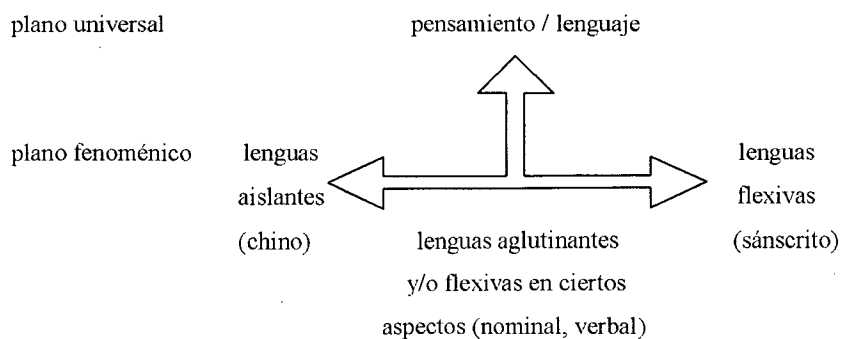 plano universal pensamiento / lenguaje
plano fenoménico lenguas lenguas
aislantes flexivas
(chino) lenguas aglutinantes (sánscrito)
y/o flexivas en ciertos
aspectos (nominal, verbal)